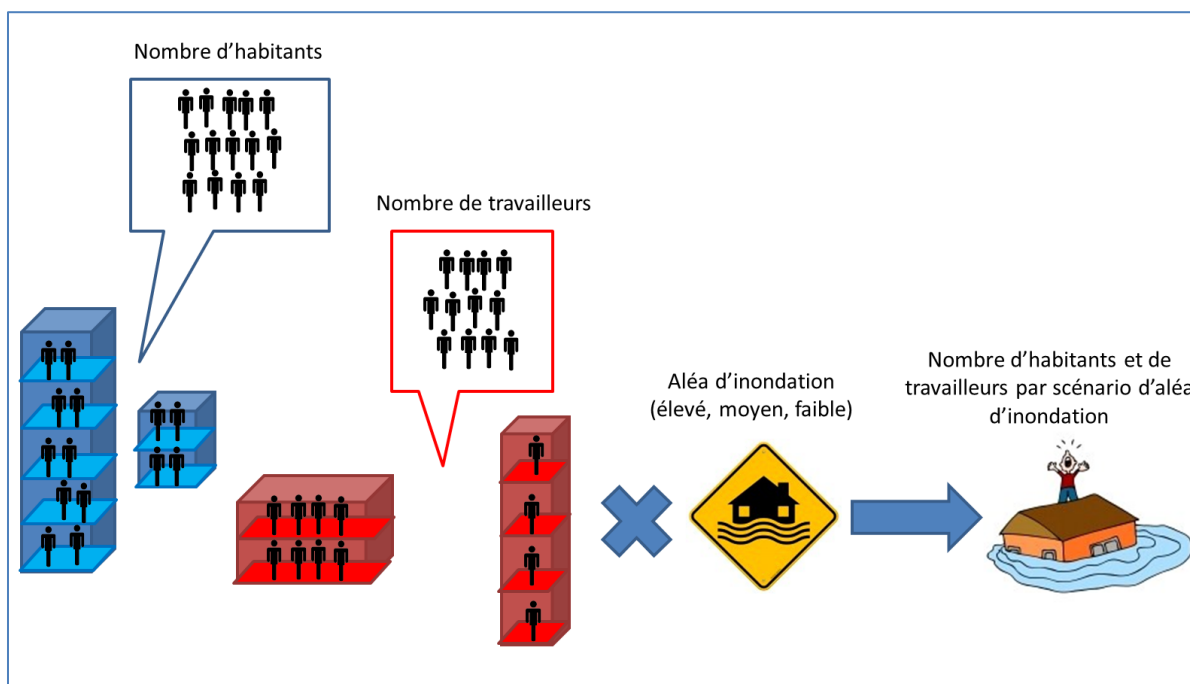 Nombre d'habitants
Nombre de travailleurs
Aléa d'inondation
(élevé, moyen, faible)
Nombre d'habitants et de
travailleurs par scénario d'aléa
d'inondation